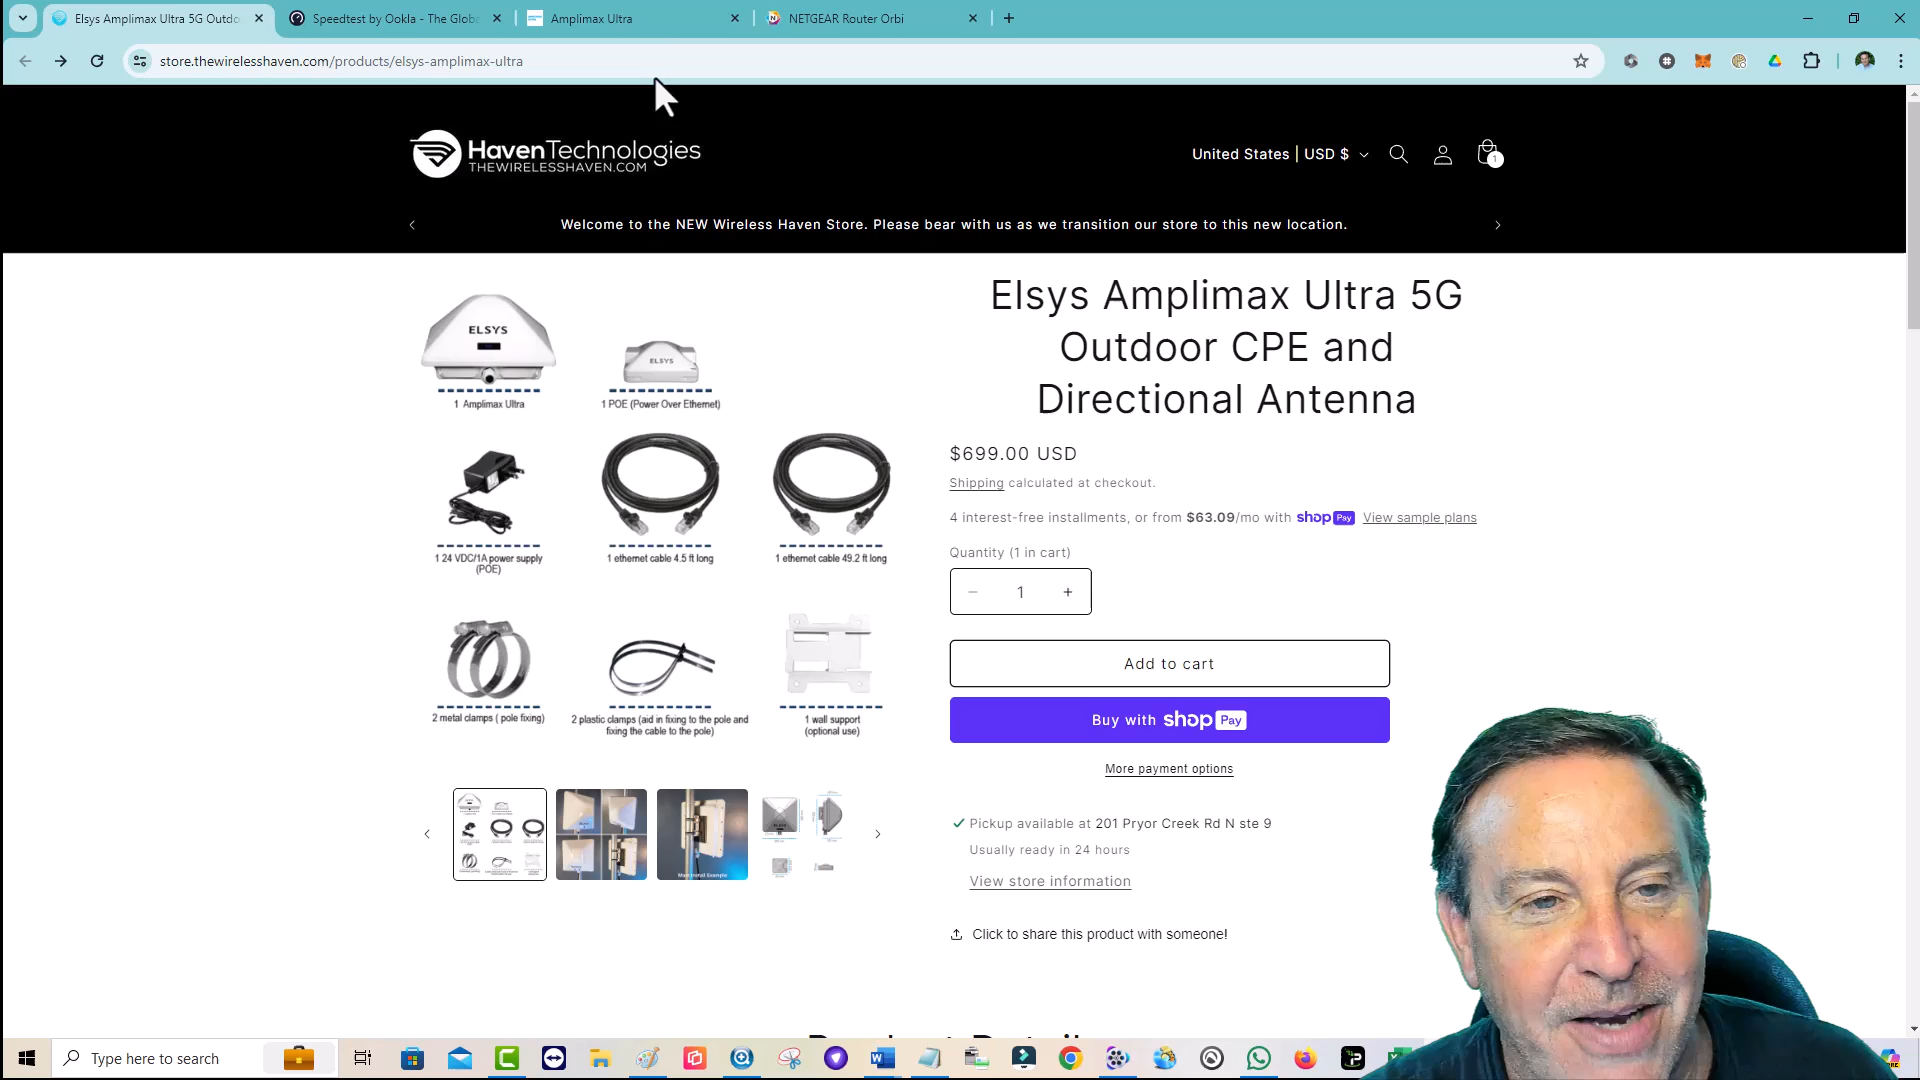 Elsys Amplimax Ultra 5G Outdo
Speedtest by Ookla - The Globa
Amplimax Ultra
NETGEAR Router Orbi
store.thewirelesshaven.com/products/elsys-amplimax-ultra
HavenTechnologies
THEWIRELESSHAVEN.COM
United States | USD $
1
Welcome to the NEW Wireless Haven Store. Please bear with us as we transition our store to this new location.
ELSYS
1 Amplimax Ultra
ELSYS
1 POE (Power Over Ethernet)
1 24 VDC/1A power supply
(POE)
1 ethernet cable 4.5 ft long
1 ethernet cable 49.2 ft long
2 metal clamps ( pole fixing)
2 plastic clamps (aid in fixing to the pole and
fixing the cable to the pole)
1 wall support
(optional use)
Mast Install Example
Elsys Amplimax Ultra 5G
Outdoor CPE and
Directional Antenna
$699.00 USD
Shipping calculated at checkout.
4 interest-free installments, or from $63.09/mo with shop Pay View sample plans
Quantity (1 in cart)
− 1 +
Add to cart
Buy with shop Pay
More payment options
Pickup available at 201 Pryor Creek Rd N ste 9
Usually ready in 24 hours
View store information
Click to share this product with someone!
Type here to search